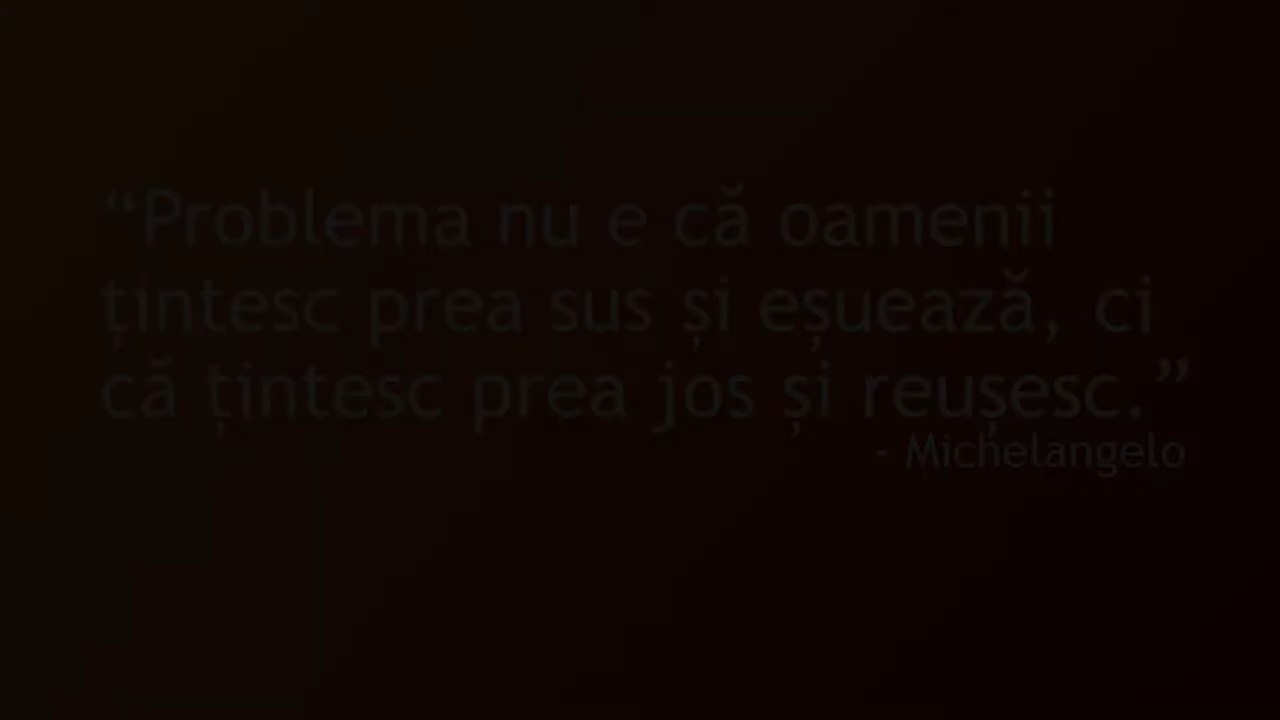 “Problema nu e că oamenii
țintesc prea sus și eșuează, ci
că țintesc prea jos și reușesc.”
- Michelangelo